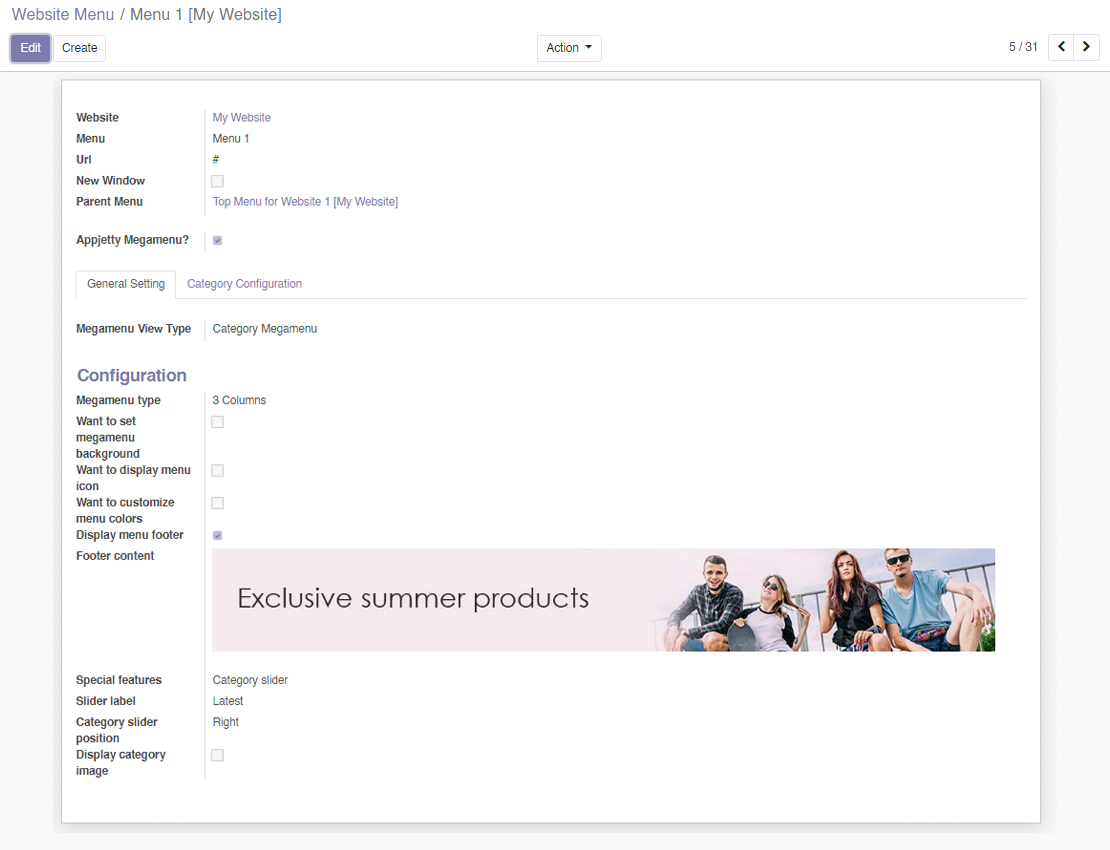 Website Menu / Menu 1 [My Website]
Edit Create Action 5 / 31
Website My Website
Menu Menu 1
Url #
New Window
Parent Menu Top Menu for Website 1 [My Website]
Appjetty Megamenu?
General Setting Category Configuration
Megamenu View Type Category Megamenu
Configuration
Megamenu type 3 Columns
Want to set
megamenu
background
Want to display menu
icon
Want to customize
menu colors
Display menu footer
Footer content
Exclusive summer products
Special features Category slider
Slider label Latest
Category slider Right
position
Display category
image